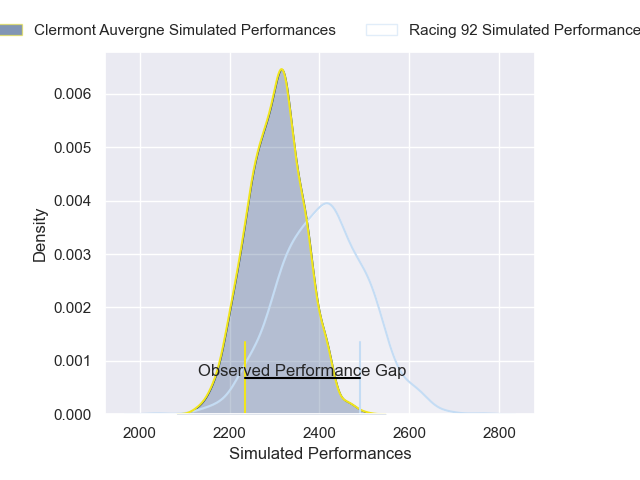 Clermont Auvergne Simulated Performances
Racing 92 Simulated Performance
0.006
0.005
0.004
0.003
0.002
0.001
0.000
Density
Observed Performance Gap
2000 2200 2400 2600 2800
Simulated Performances